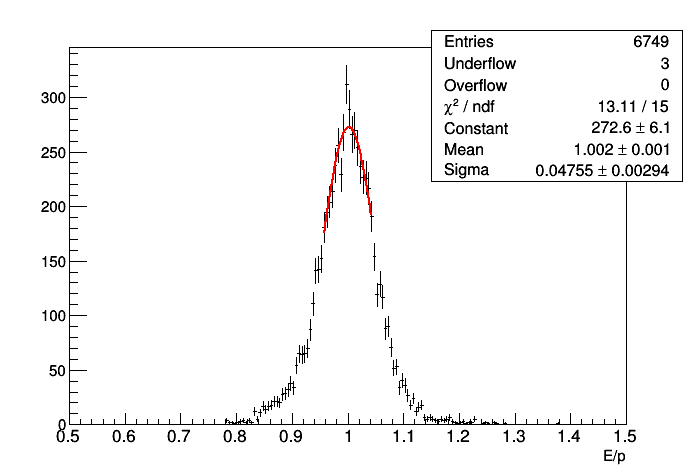 Entries 6749
Underflow 3
Overflow 0
χ² / ndf 13.11 / 15
Constant 272.6 ± 6.1
Mean 1.002 ± 0.001
Sigma 0.04755 ± 0.00294
300
250
200
150
100
50
0
0.5 0.6 0.7 0.8 0.9 1 1.1 1.2 1.3 1.4 1.5
E/p